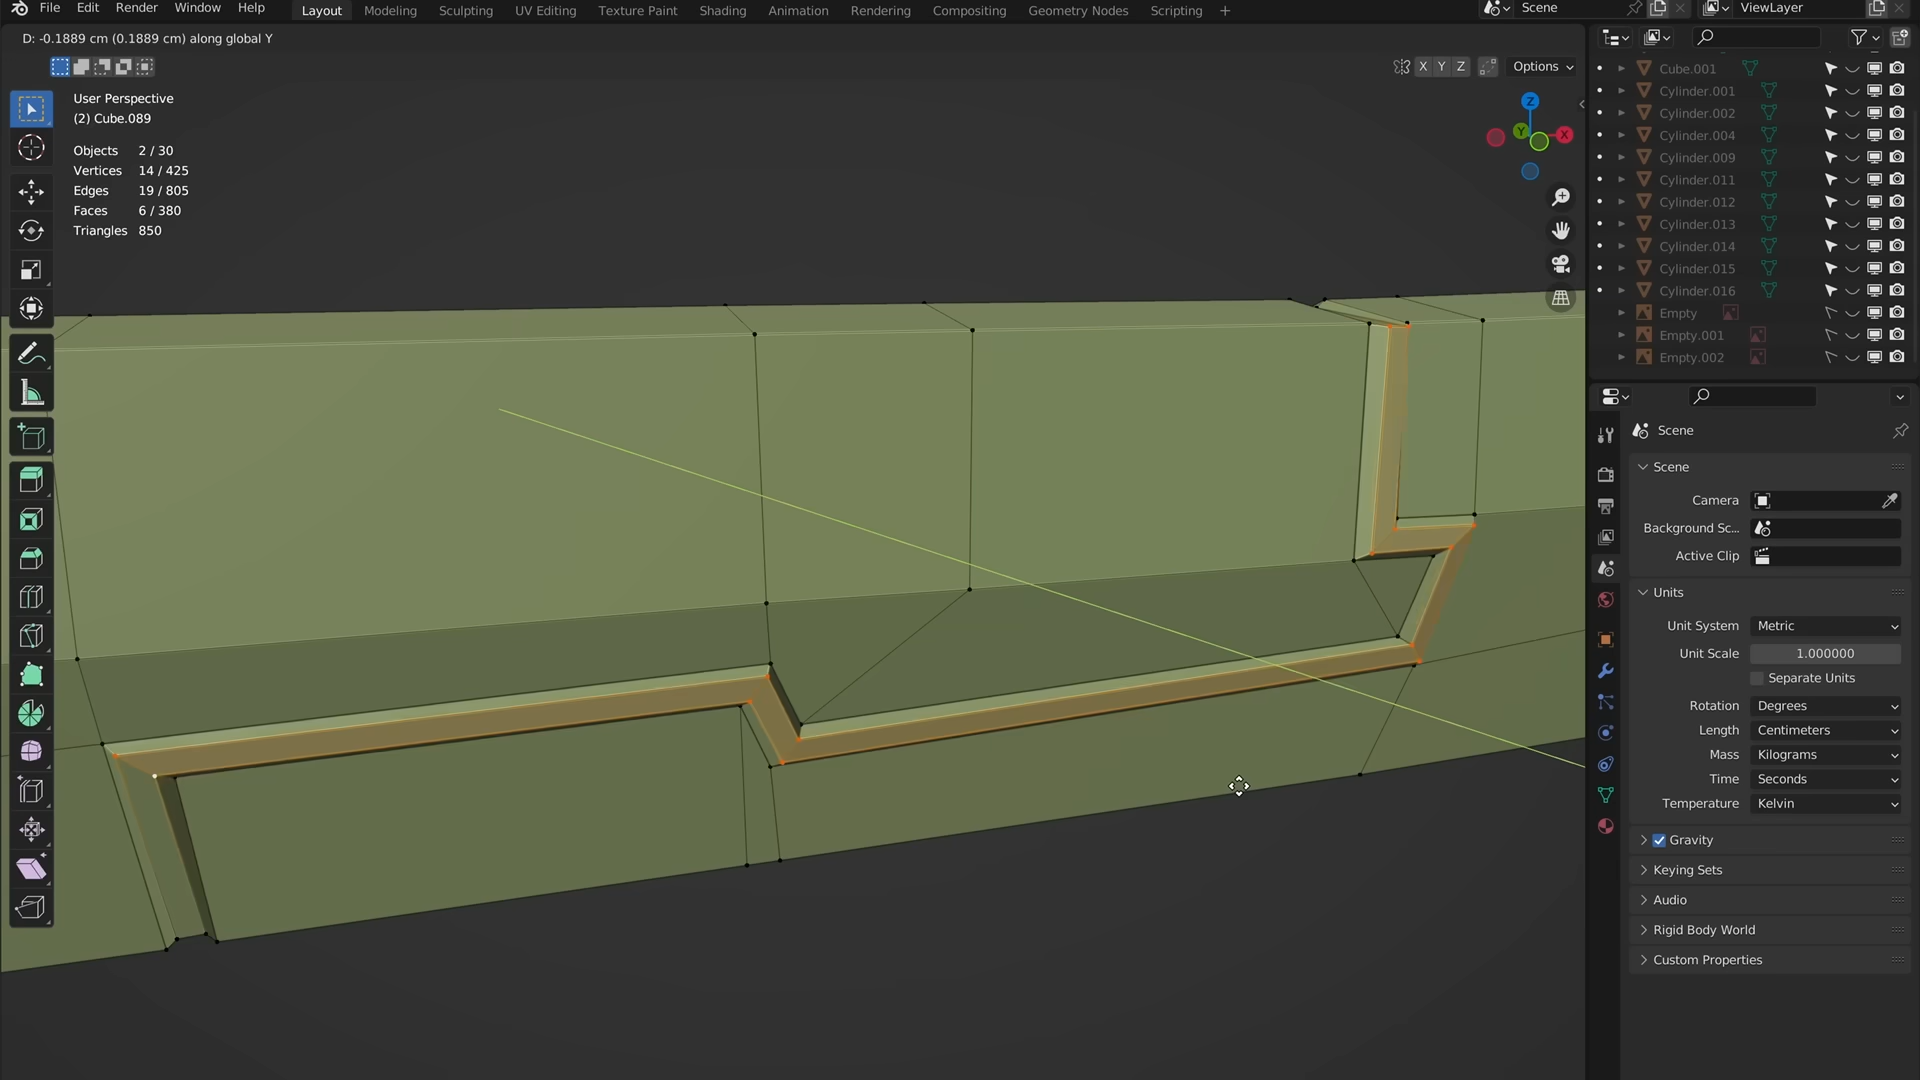 File Edit Render Window Help
Layout Modeling Sculpting UV Editing Texture Paint Shading Animation Rendering Compositing Geometry Nodes Scripting +
Scene
ViewLayer
D: -0.1889 cm (0.1889 cm) along global Y
X Y Z Options
User Perspective
(2) Cube.089
Objects 2 / 30
Vertices 14 / 425
Edges 19 / 805
Faces 6 / 380
Triangles 850
Z
Y
X
Cube.001
Cylinder.001
Cylinder.002
Cylinder.004
Cylinder.009
Cylinder.011
Cylinder.012
Cylinder.013
Cylinder.014
Cylinder.015
Cylinder.016
Empty
Empty.001
Empty.002
Scene
Scene
Camera
Background Sc...
Active Clip
Units
Unit System Metric
Unit Scale 1.000000
Separate Units
Rotation Degrees
Length Centimeters
Mass Kilograms
Time Seconds
Temperature Kelvin
Gravity
Keying Sets
Audio
Rigid Body World
Custom Properties